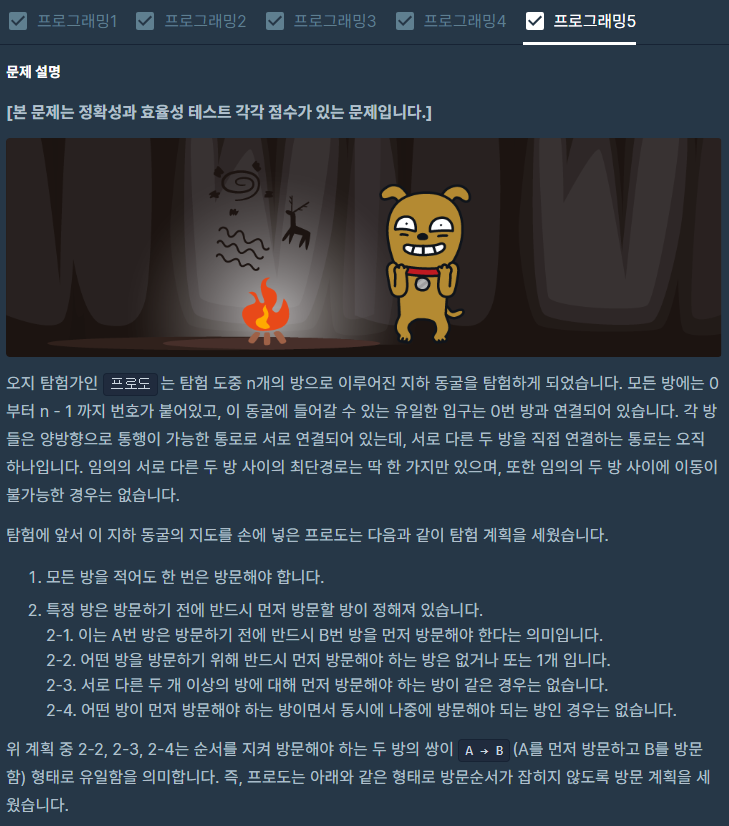 프로그래밍1 프로그래밍2 프로그래밍3 프로그래밍4 프로그래밍5
문제 설명
[본 문제는 정확성과 효율성 테스트 각각 점수가 있는 문제입니다.]
오지 탐험가인 프로도 는 탐험 도중 n개의 방으로 이루어진 지하 동굴을 탐험하게 되었습니다. 모든 방에는 0
부터 n - 1 까지 번호가 붙어있고, 이 동굴에 들어갈 수 있는 유일한 입구는 0번 방과 연결되어 있습니다. 각 방
들은 양방향으로 통행이 가능한 통로로 서로 연결되어 있는데, 서로 다른 두 방을 직접 연결하는 통로는 오직
하나입니다. 임의의 서로 다른 두 방 사이의 최단경로는 딱 한 가지만 있으며, 또한 임의의 두 방 사이에 이동이
불가능한 경우는 없습니다.
탐험에 앞서 이 지하 동굴의 지도를 손에 넣은 프로도는 다음과 같이 탐험 계획을 세웠습니다.
1. 모든 방을 적어도 한 번은 방문해야 합니다.
2. 특정 방은 방문하기 전에 반드시 먼저 방문할 방이 정해져 있습니다.
2-1. 이는 A번 방은 방문하기 전에 반드시 B번 방을 먼저 방문해야 한다는 의미입니다.
2-2. 어떤 방을 방문하기 위해 반드시 먼저 방문해야 하는 방은 없거나 또는 1개 입니다.
2-3. 서로 다른 두 개 이상의 방에 대해 먼저 방문해야 하는 방이 같은 경우는 없습니다.
2-4. 어떤 방이 먼저 방문해야 하는 방이면서 동시에 나중에 방문해야 되는 방인 경우는 없습니다.
위 계획 중 2-2, 2-3, 2-4는 순서를 지켜 방문해야 하는 두 방의 쌍이 A → B (A를 먼저 방문하고 B를 방문
함) 형태로 유일함을 의미합니다. 즉, 프로도는 아래와 같은 형태로 방문순서가 잡히지 않도록 방문 계획을 세
웠습니다.